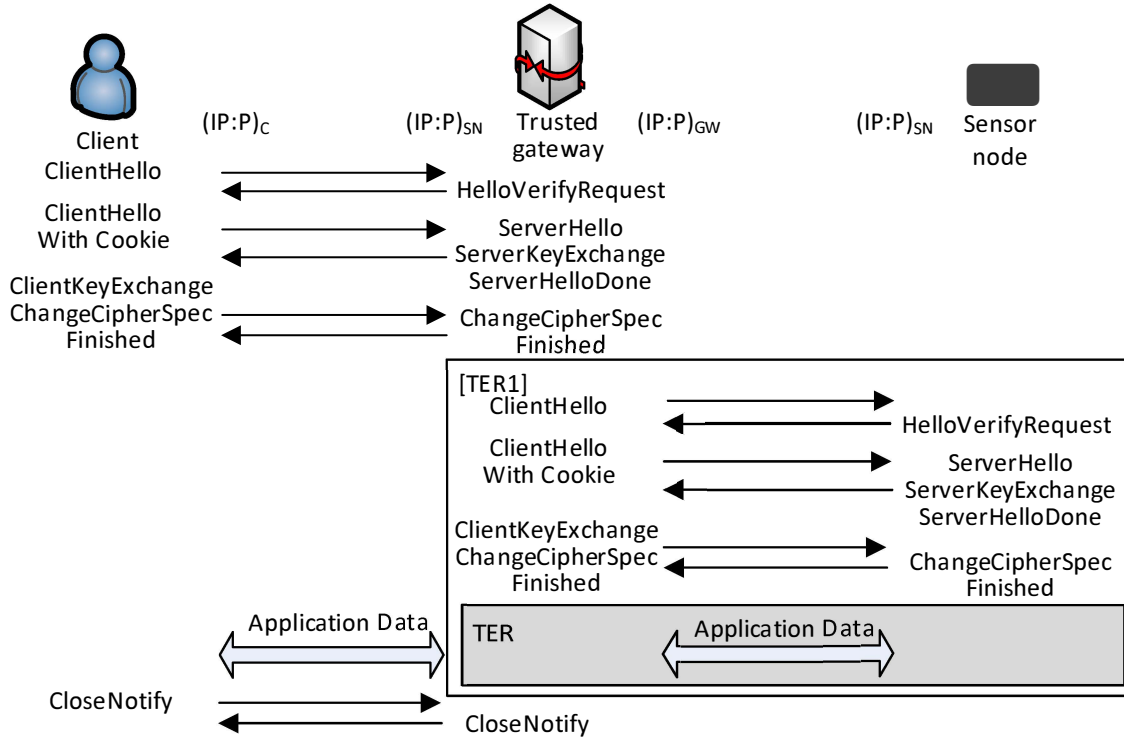 (IP:P)C
(IP:P)SN
Trusted
gateway
(IP:P)GW
(IP:P)SN
Sensor
node
Client
ClientHello
HelloVerifyRequest
ClientHello
With Cookie
ServerHello
ServerKeyExchange
ServerHelloDone
ClientKeyExchange
ChangeCipherSpec
Finished
ChangeCipherSpec
Finished
[TER1]
ClientHello
HelloVerifyRequest
ClientHello
With Cookie
ServerHello
ServerKeyExchange
ServerHelloDone
ClientKeyExchange
ChangeCipherSpec
Finished
ChangeCipherSpec
Finished
Application Data
TER
Application Data
CloseNotify
CloseNotify